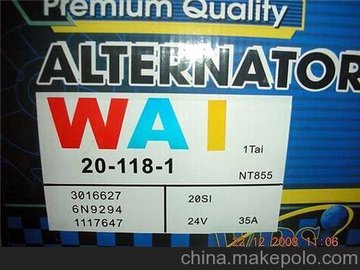 Premium Quality
ALTERNATOR
WAI
20-118-1
1Tai
NT855
3016627
6N9294
1117647
20SI
24V 35A
22 12 2008 11:06
china.makepolo.com